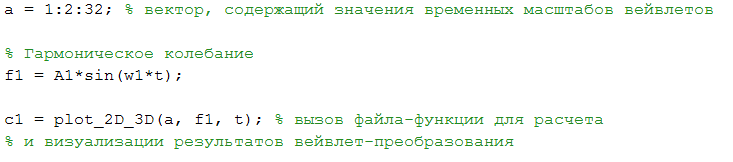 a = 1:2:32; % вектор, содержащий значения временных масштабов вейвлетов
% Гармоническое колебание
f1 = A1*sin(w1*t);
c1 = plot_2D_3D(a, f1, t); % вызов файла-функции для расчета
% и визуализации результатов вейвлет-преобразования